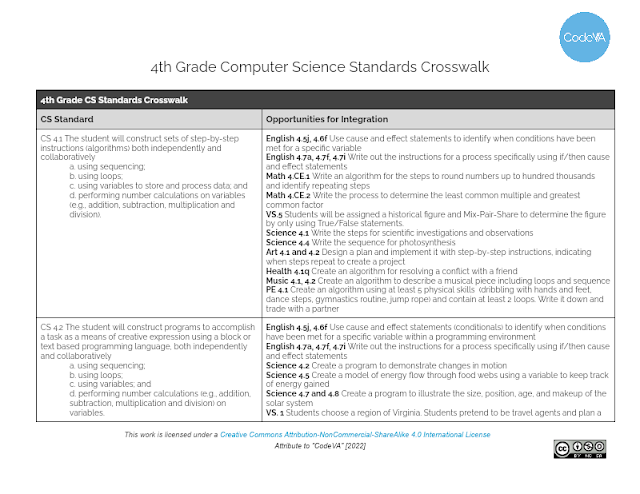 CodeVA
4th Grade Computer Science Standards Crosswalk
4th Grade CS Standards Crosswalk
CS Standard
Opportunities for Integration
CS 4.1 The student will construct sets of step-by-step
instructions (algorithms) both independently and
collaboratively
a. using sequencing;
b. using loops;
c. using variables to store and process data; and
d. performing number calculations on variables
(e.g., addition, subtraction, multiplication and
division).
English 4.5j, 4.6f Use cause and effect statements to identify when conditions have been
met for a specific variable
English 4.7a, 4.7f, 4.7i Write out the instructions for a process specifically using if/then cause
and effect statements
Math 4.CE.1 Write an algorithm for the steps to round numbers up to hundred thousands
and identify repeating steps
Math 4.CE.2 Write the process to determine the least common multiple and greatest
common factor
VS.5 Students will be assigned a historical figure and Mix-Pair-Share to determine the figure
by only using True/False statements.
Science 4.1 Write the steps for scientific investigations and observations
Science 4.4 Write the sequence for photosynthesis
Art 4.1 and 4.2 Design a plan and implement it with step-by-step instructions, indicating
when steps repeat to create a project
Health 4.1q Create an algorithm for resolving a conflict with a friend
Music 4.1, 4.2 Create an algorithm to describe a musical piece including loops and sequence
PE 4.1 Create an algorithm using at least 5 physical skills (dribbling with hands and feet,
dance steps, gymnastics routine, jump rope) and contain at least 2 loops. Write it down and
trade with a partner
CS 4.2 The student will construct programs to accomplish
a task as a means of creative expression using a block or
text based programming language, both independently
and collaboratively
a. using sequencing;
b. using loops;
c. using variables; and
d. performing number calculations (e.g., addition,
subtraction, multiplication and division) on
variables.
English 4.5j, 4.6f Use cause and effect statements (conditionals) to identify when conditions
have been met for a specific variable within a programming environment
English 4.7a, 4.7f, 4.7i Write out the instructions for a process specifically using if/then cause
and effect statements
Science 4.2 Create a program to demonstrate changes in motion
Science 4.5 Create a model of energy flow through food webs using a variable to keep track
of energy gained
Science 4.7 and 4.8 Create a program to illustrate the size, position, age, and makeup of the
solar system
VS. 1 Students choose a region of Virginia. Students pretend to be travel agents and plan a
This work is licensed under a Creative Commons Attribution-NonCommercial-ShareAlike 4.0 International License
Attribute to "CodeVA" [2022]
cc
BY NC SA